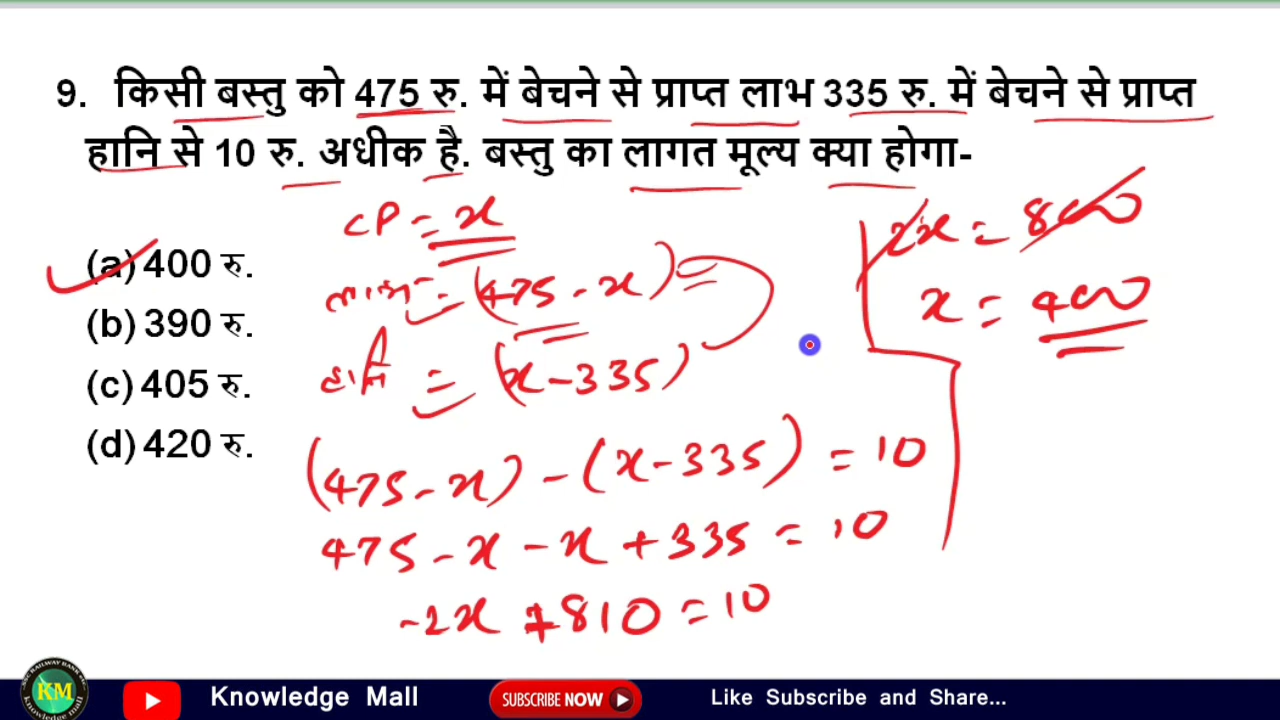 9. किसी बस्तु को 475 रु. में बेचने से प्राप्त लाभ 335 रु. में बेचने से प्राप्त
हानि से 10 रु. अधीक है. बस्तु का लागत मूल्य क्या होगा-
(a) 400 रु.
(b) 390 रु.
(c) 405 रु.
(d) 420 रु.
CP = x
लाभ = (475 - x) =
हानि = (x - 335)
(475 - x) - (x - 335) = 10
475 - x - x + 335 = 10
-2x + 810 = 10
2x = 800
x = 400
KM
Knowledge Mall
SUBSCRIBE NOW
Like Subscribe and Share...